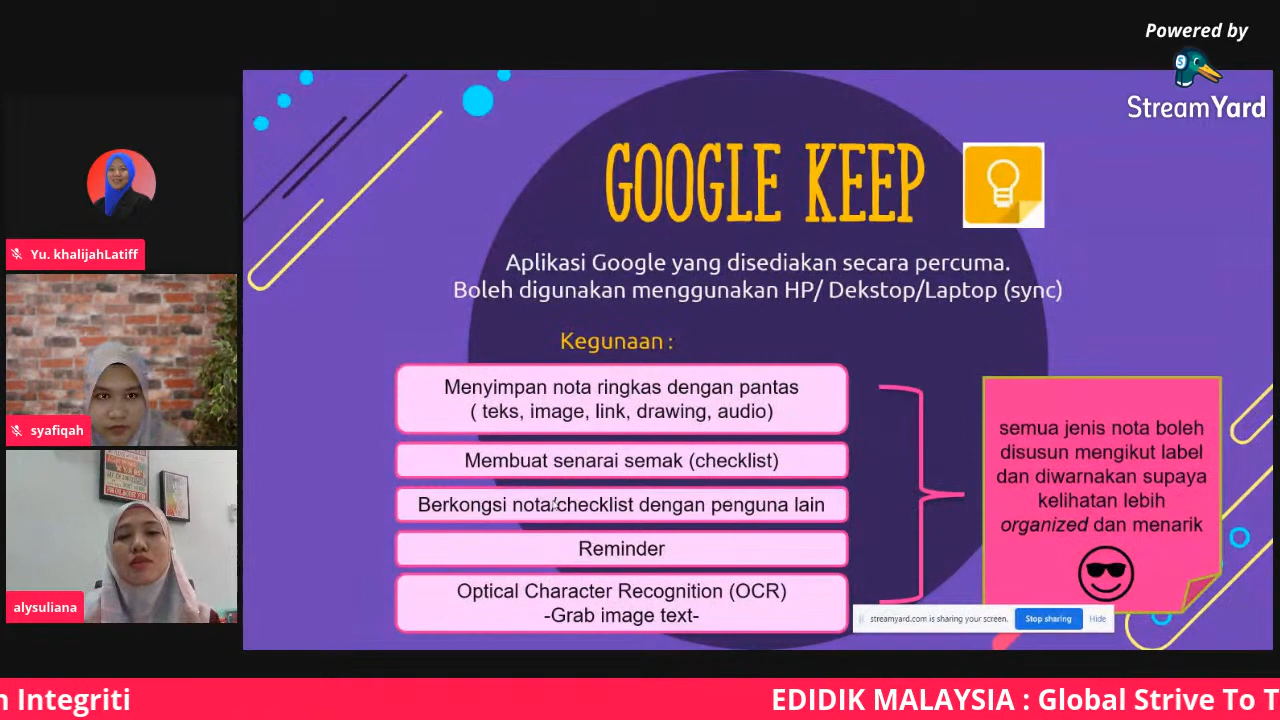 Powered by
StreamYard
Yu. khalijahLatiff
syafiqah
alysuliana
GOOGLE KEEP
Aplikasi Google yang disediakan secara percuma.
Boleh digunakan menggunakan HP/ Dekstop/Laptop (sync)
Kegunaan :
Menyimpan nota ringkas dengan pantas
( teks, image, link, drawing, audio)
Membuat senarai semak (checklist)
Berkongsi nota/checklist dengan penguna lain
Reminder
Optical Character Recognition (OCR)
-Grab image text-
semua jenis nota boleh
disusun mengikut label
dan diwarnakan supaya
kelihatan lebih
organized dan menarik
streamyard.com is sharing your screen.
Stop sharing
Hide
n Integriti
EDIDIK MALAYSIA : Global Strive To T